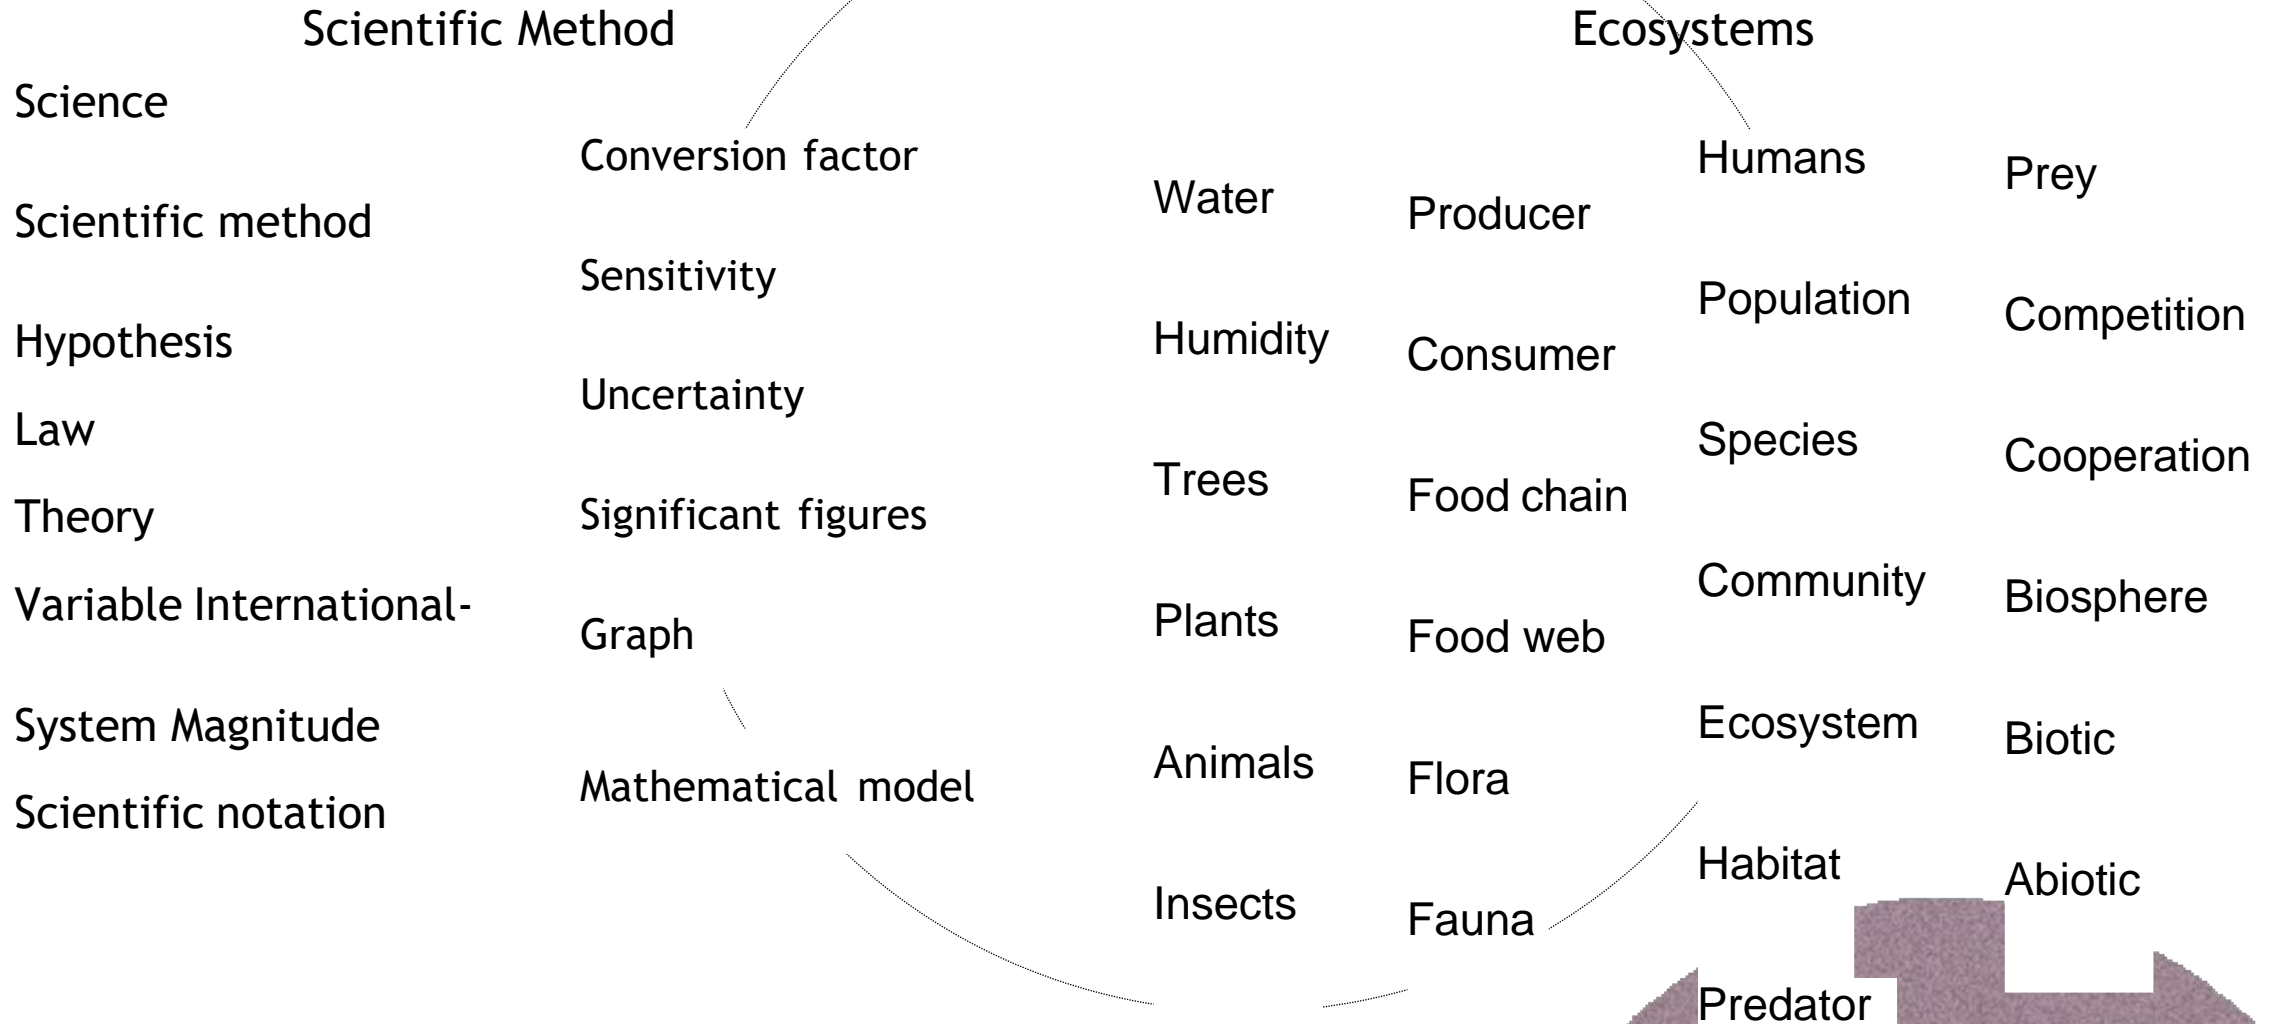 Scientific Method
Science
Scientific method
Hypothesis
Law
Theory
Variable International-
System Magnitude
Scientific notation
Conversion factor
Sensitivity
Uncertainty
Significant figures
Graph
Mathematical model
Ecosystems
Water
Humidity
Trees
Plants
Animals
Insects
Producer
Consumer
Food chain
Food web
Flora
Fauna
Humans
Population
Species
Community
Ecosystem
Habitat
Predator
Prey
Competition
Cooperation
Biosphere
Biotic
Abiotic